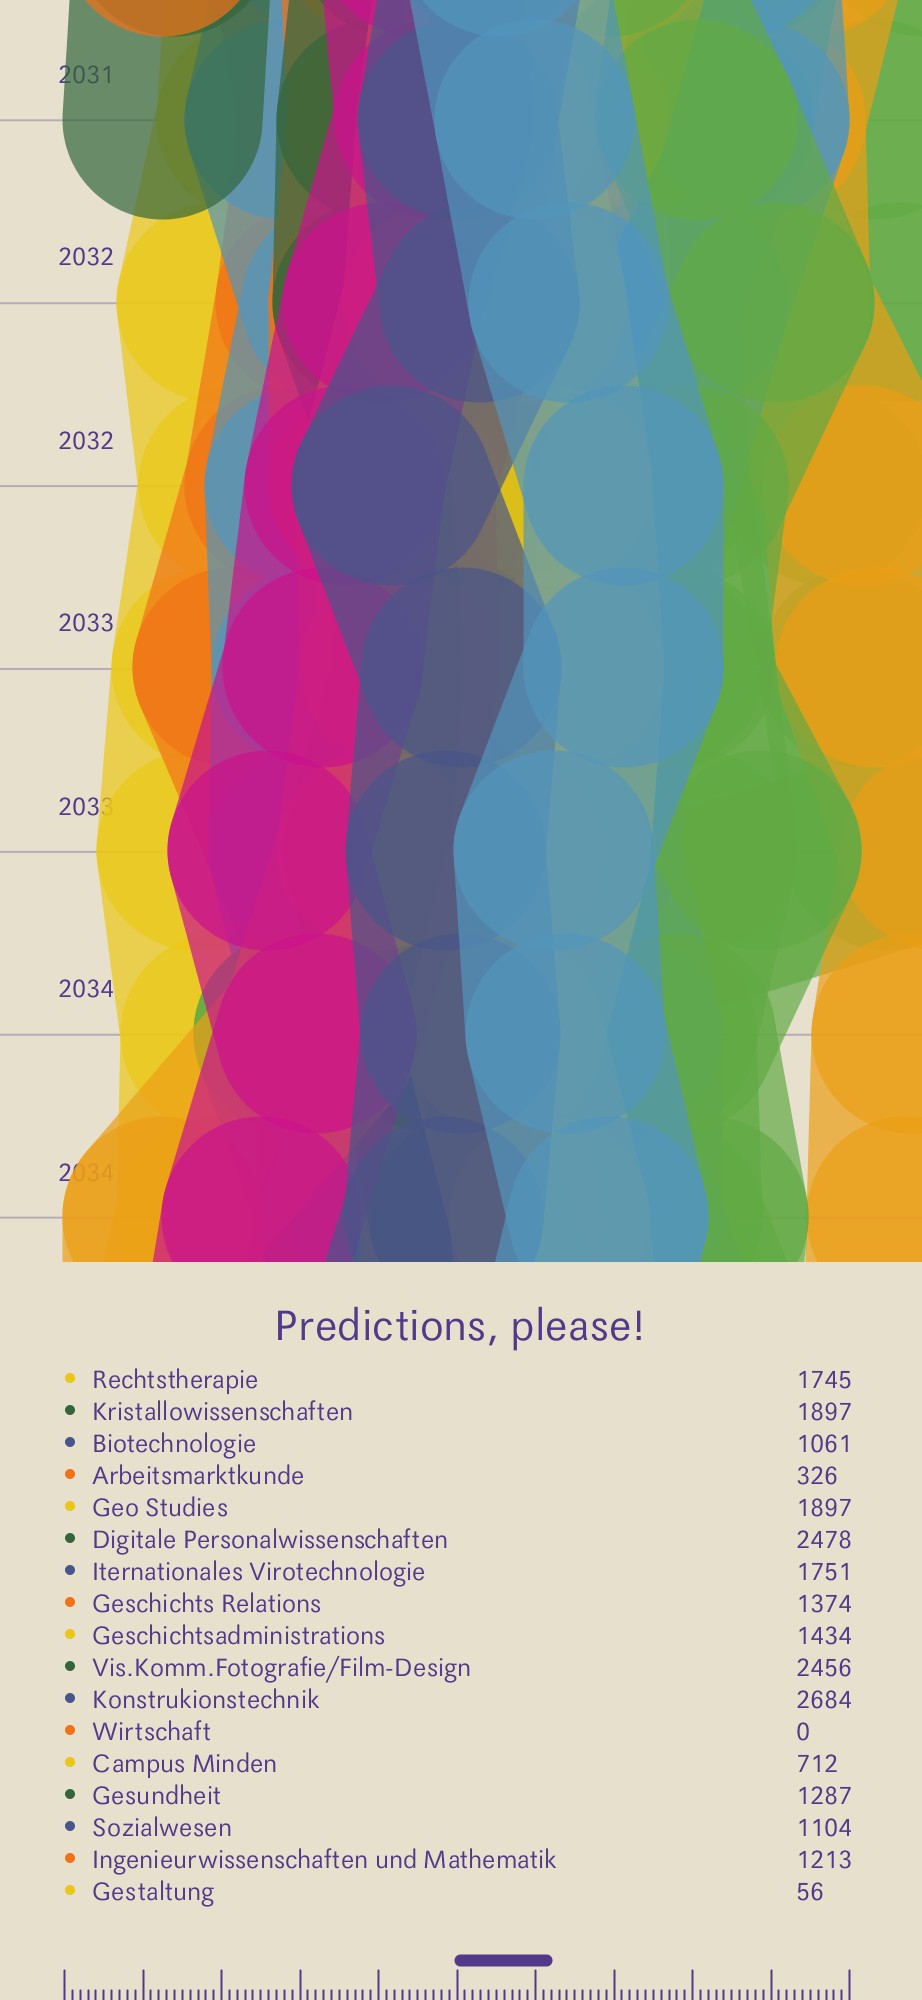 2031
2032
2032
2033
2033
2034
2034
Predictions, please!
Rechtstherapie 1745
Kristallowissenschaften 1897
Biotechnologie 1061
Arbeitsmarktkunde 326
Geo Studies 1897
Digitale Personalwissenschaften 2478
Iternationales Virotechnologie 1751
Geschichts Relations 1374
Geschichtsadministrations 1434
Vis.Komm.Fotografie/Film-Design 2456
Konstrukionstechnik 2684
Wirtschaft 0
Campus Minden 712
Gesundheit 1287
Sozialwesen 1104
Ingenieurwissenschaften und Mathematik 1213
Gestaltung 56